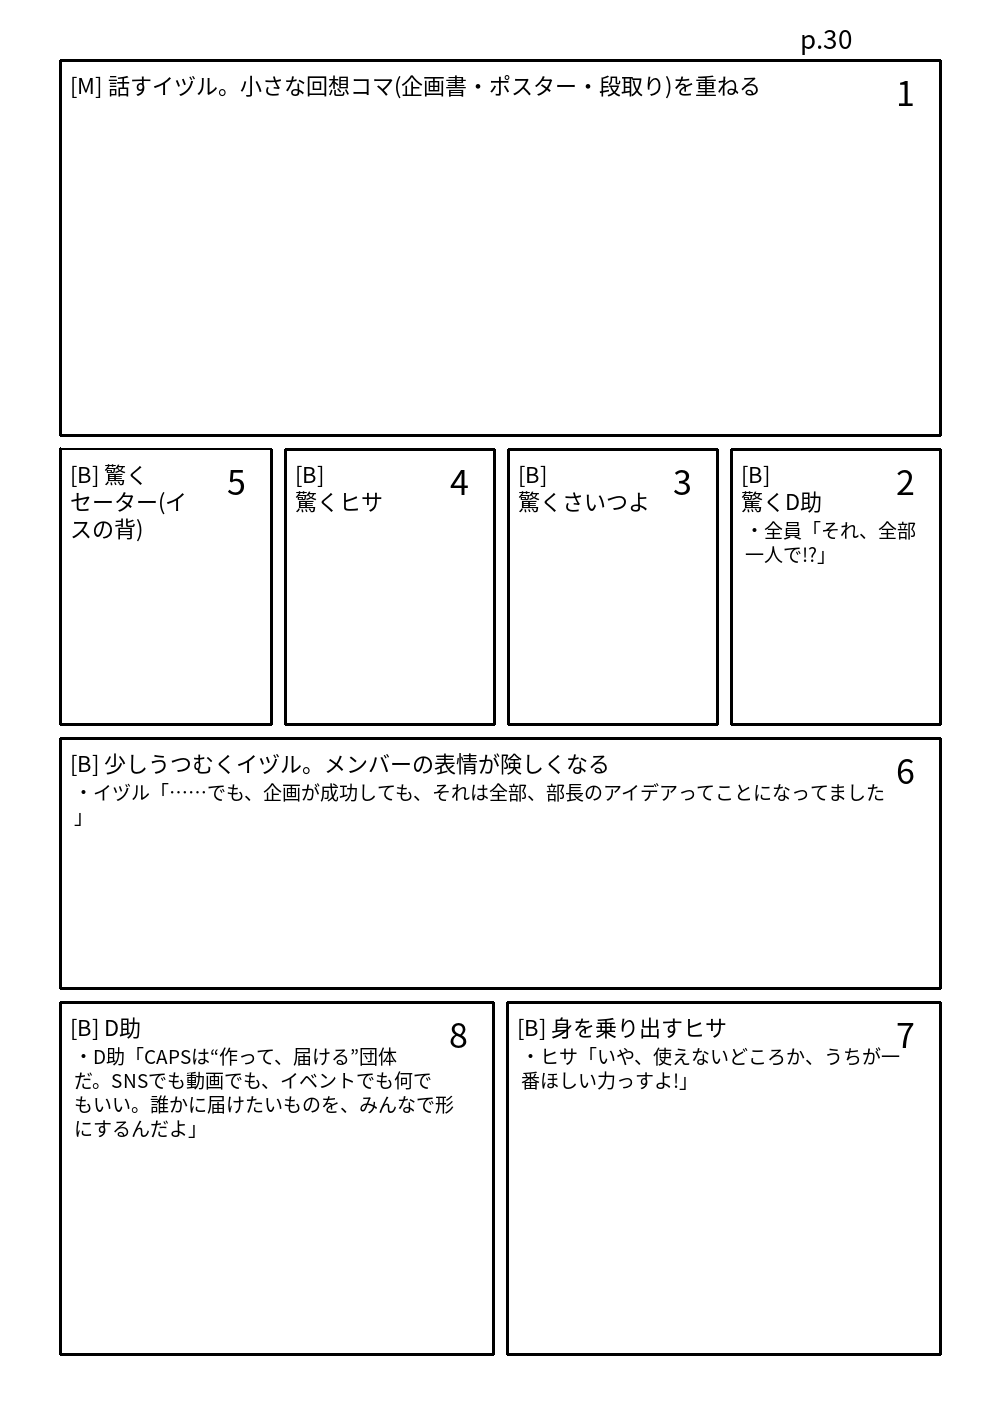 p.30
[M] 話すイヅル。小さな回想コマ(企画書・ポスター・段取り)を重ねる
1
[B]
驚くD助
・全員「それ、全部
一人で!?」
2
[B]
驚くさいつよ
3
[B]
驚くヒサ
4
[B] 驚く
セーター(イ
スの背)
5
[B] 少しうつむくイヅル。メンバーの表情が険しくなる
・イヅル「……でも、企画が成功しても、それは全部、部長のアイデアってことになってました
」
6
[B] 身を乗り出すヒサ
・ヒサ「いや、使えないどころか、うちが一
番ほしい力っすよ!」
7
[B] D助
・D助「CAPSは“作って、届ける”団体
だ。SNSでも動画でも、イベントでも何で
もいい。誰かに届けたいものを、みんなで形
にするんだよ」
8